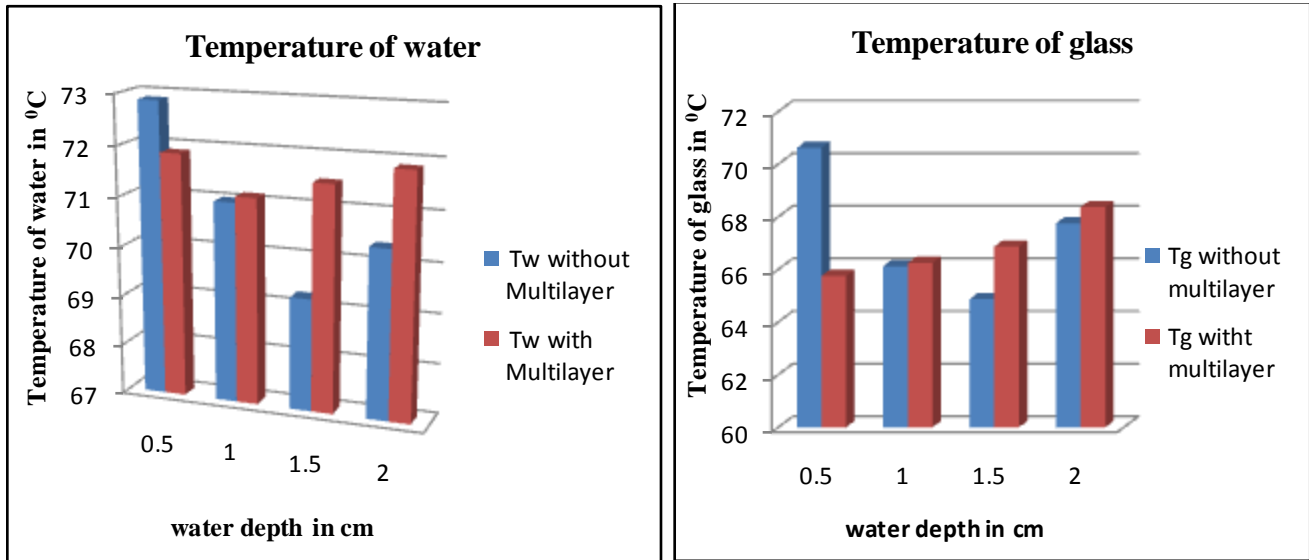 Temperature of water
Temperature of water in ⁰C
73
72
71
70
69
68
67
0.5
1
1.5
2
water depth in cm
Tw without
Multilayer
Tw with
Multilayer
Temperature of glass
Temperature of glass in ⁰C
72
70
68
66
64
62
60
0.5
1
1.5
2
water depth in cm
Tg without
multilayer
Tg witht
multilayer